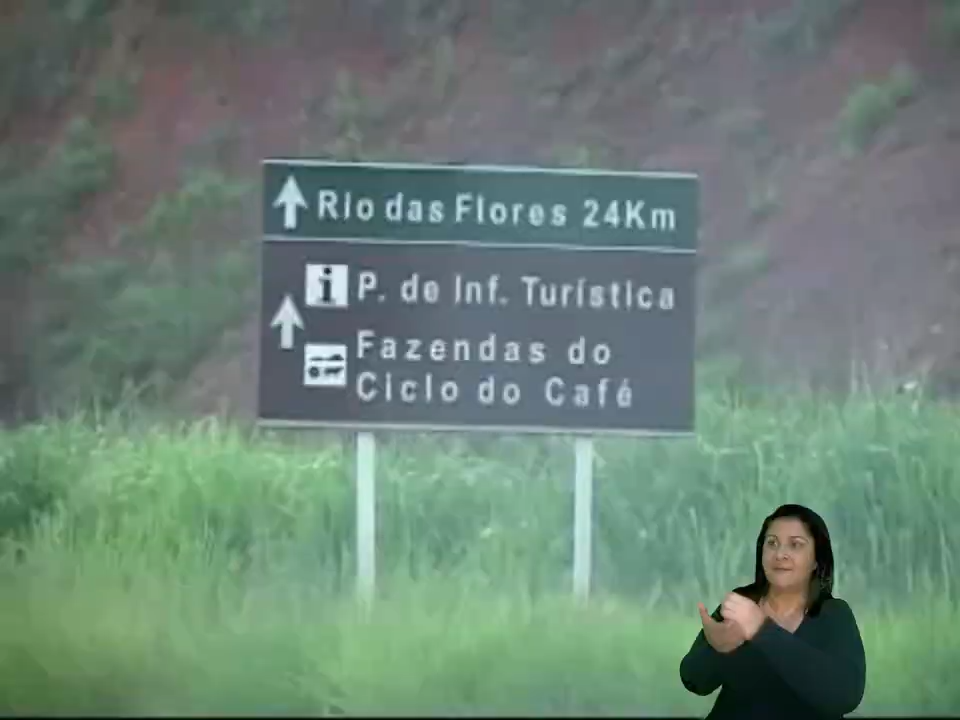 Rio das Flores 24Km
i P. de Inf. Turística
Fazendas do
Ciclo do Café